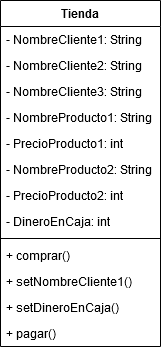 Tienda
- NombreCliente1: String
- NombreCliente2: String
- NombreCliente3: String
- NombreProducto1: String
- PrecioProducto1: int
- NombreProducto2: String
- PrecioProducto2: int
- DineroEnCaja: int
+ comprar()
+ setNombreCliente1()
+ setDineroEnCaja()
+ pagar()